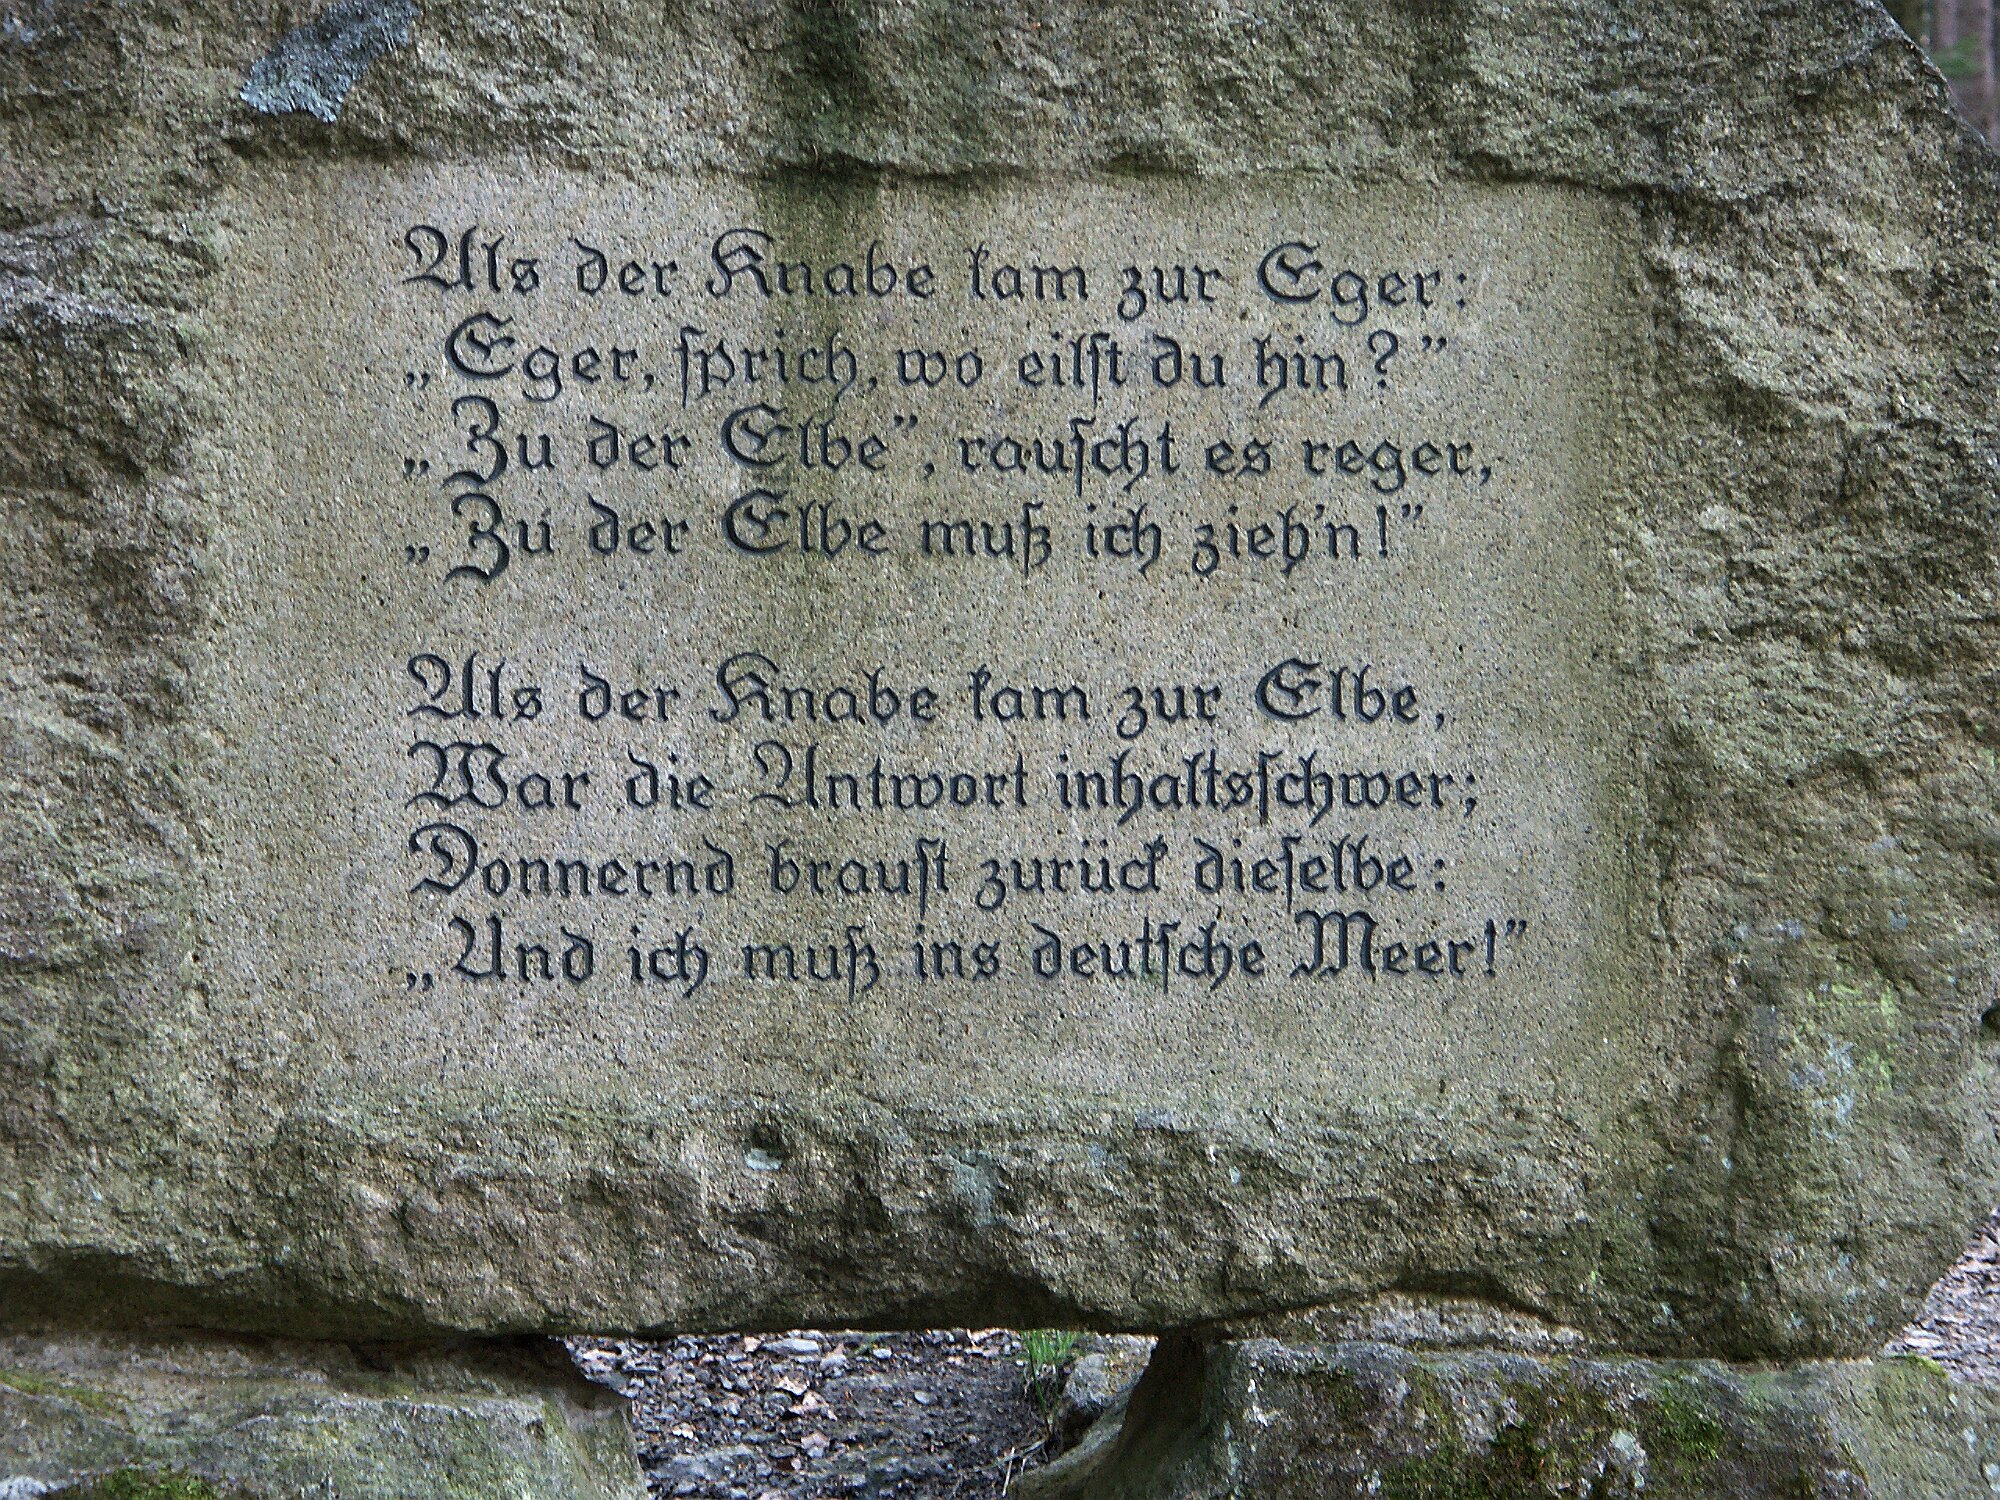 Als der Knabe kam zur Eger:
„Eger, sprich, wo eilst du hin?”
„Zu der Elbe”, rauscht es reger,
„Zu der Elbe muß ich zieh'n!”
Als der Knabe kam zur Elbe,
War die Antwort inhaltsschwer;
Donnernd braust zurück dieselbe:
„Und ich muß ins deutsche Meer!”